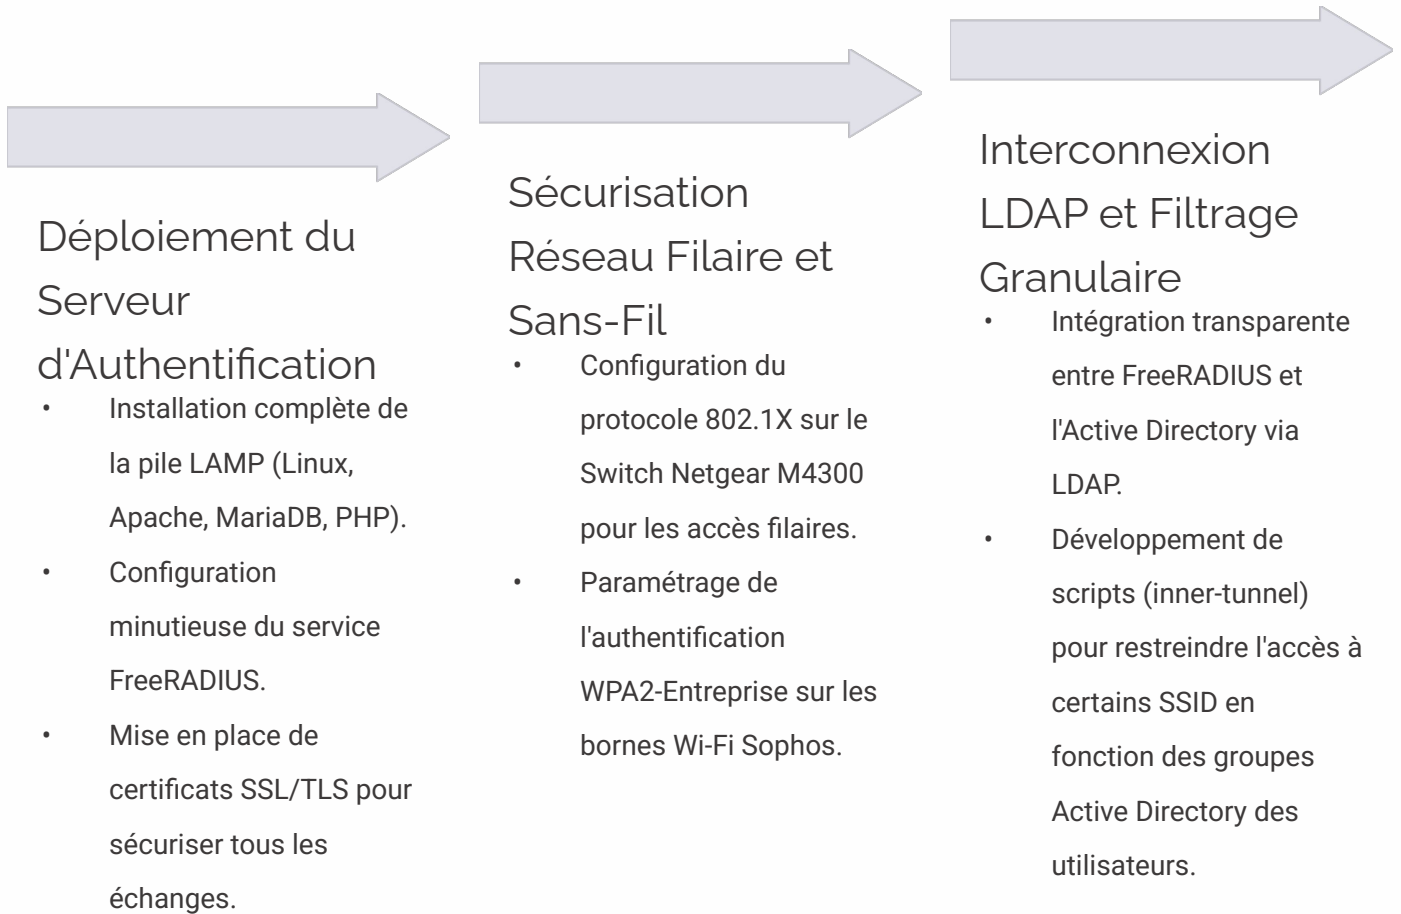 Déploiement du
Serveur
d'Authentification
• Installation complète de
la pile LAMP (Linux,
Apache, MariaDB, PHP).
• Configuration
minutieuse du service
FreeRADIUS.
• Mise en place de
certificats SSL/TLS pour
sécuriser tous les
échanges.
Sécurisation
Réseau Filaire et
Sans-Fil
• Configuration du
protocole 802.1X sur le
Switch Netgear M4300
pour les accès filaires.
• Paramétrage de
l'authentification
WPA2-Entreprise sur les
bornes Wi-Fi Sophos.
Interconnexion
LDAP et Filtrage
Granulaire
• Intégration transparente
entre FreeRADIUS et
l'Active Directory via
LDAP.
• Développement de
scripts (inner-tunnel)
pour restreindre l'accès à
certains SSID en
fonction des groupes
Active Directory des
utilisateurs.